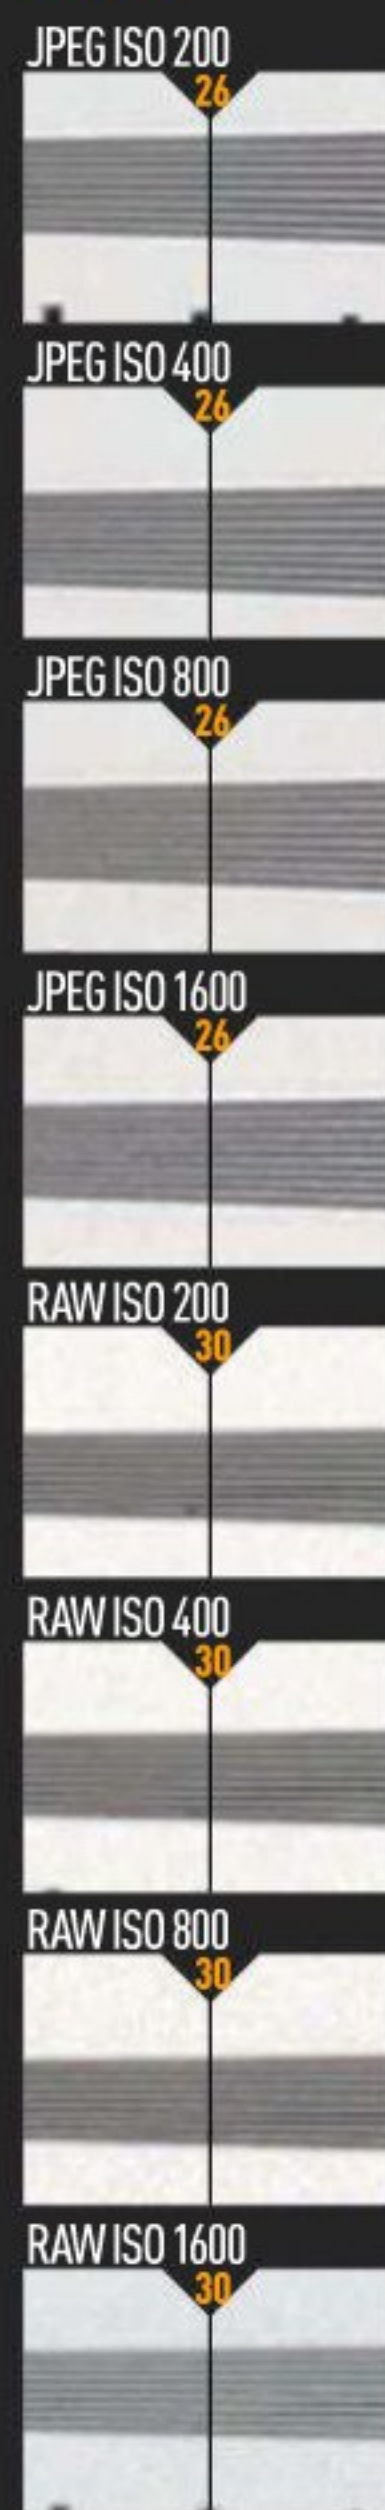 JPEG ISO 200
26
JPEG ISO 400
26
JPEG ISO 800
26
JPEG ISO 1600
26
RAW ISO 200
30
RAW ISO 400
30
RAW ISO 800
30
RAW ISO 1600
30